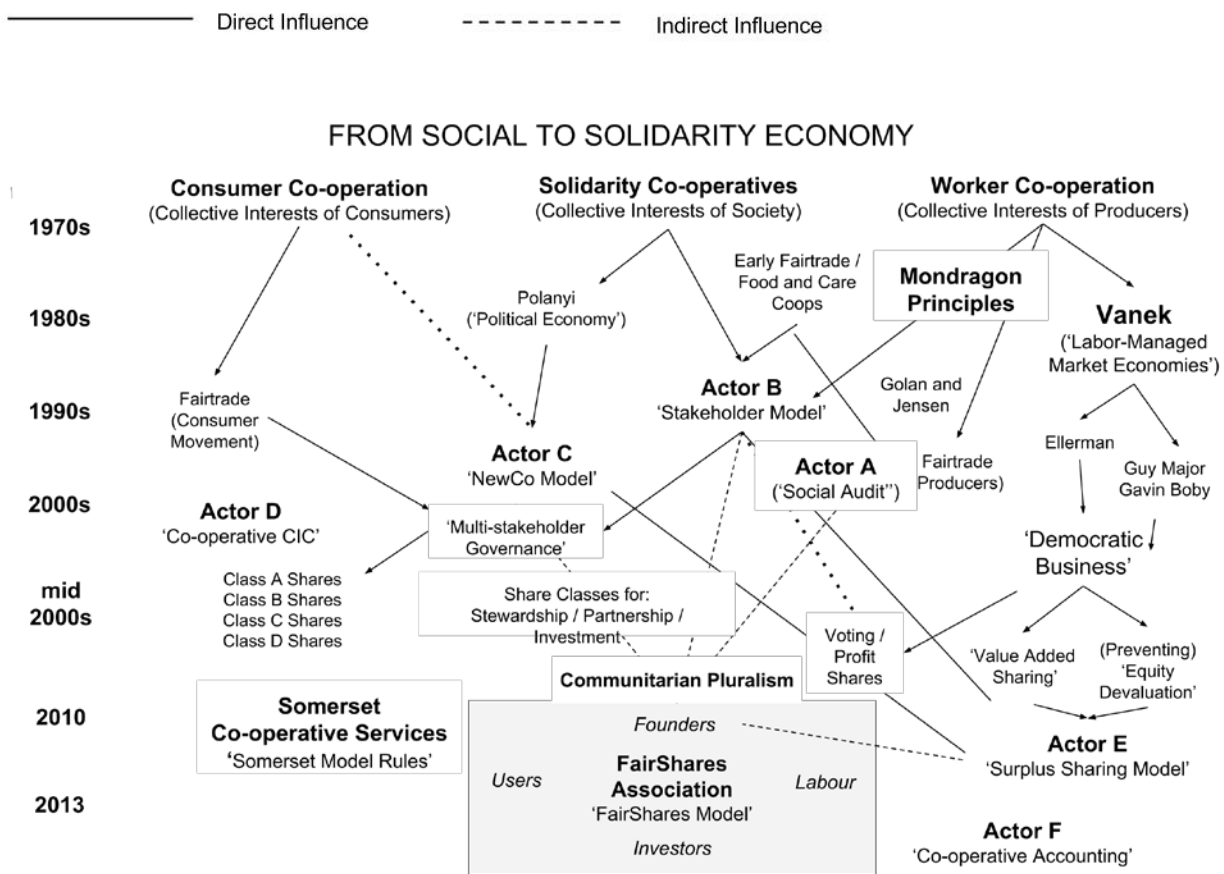 Direct Influence
Indirect Influence
FROM SOCIAL TO SOLIDARITY ECONOMY
Consumer Co-operation
(Collective Interests of Consumers)
Solidarity Co-operatives
(Collective Interests of Society)
Worker Co-operation
(Collective Interests of Producers)
1970s
Early Fairtrade /
Food and Care
Coops
Mondragon
Principles
Polanyi
('Political Economy')
1980s
Vanek
('Labor-Managed
Market Economies')
Fairtrade
(Consumer
Movement)
1990s
Actor B
'Stakeholder Model'
Golan and
Jensen
Actor C
'NewCo Model'
Actor A
('Social Audit'')
Fairtrade
Producers)
Ellerman
Guy Major
Gavin Boby
2000s
Actor D
'Co-operative CIC'
'Multi-stakeholder
Governance'
'Democratic
Business'
mid
2000s
Class A Shares
Class B Shares
Class C Shares
Class D Shares
Share Classes for:
Stewardship / Partnership /
Investment
Voting /
Profit
Shares
'Value Added
Sharing'
(Preventing)
'Equity
Devaluation'
Communitarian Pluralism
2010
Somerset
Co-operative Services
'Somerset Model Rules'
Founders
Users
FairShares
Association
'FairShares Model'
Labour
Investors
Actor E
'Surplus Sharing Model'
2013
Actor F
'Co-operative Accounting'